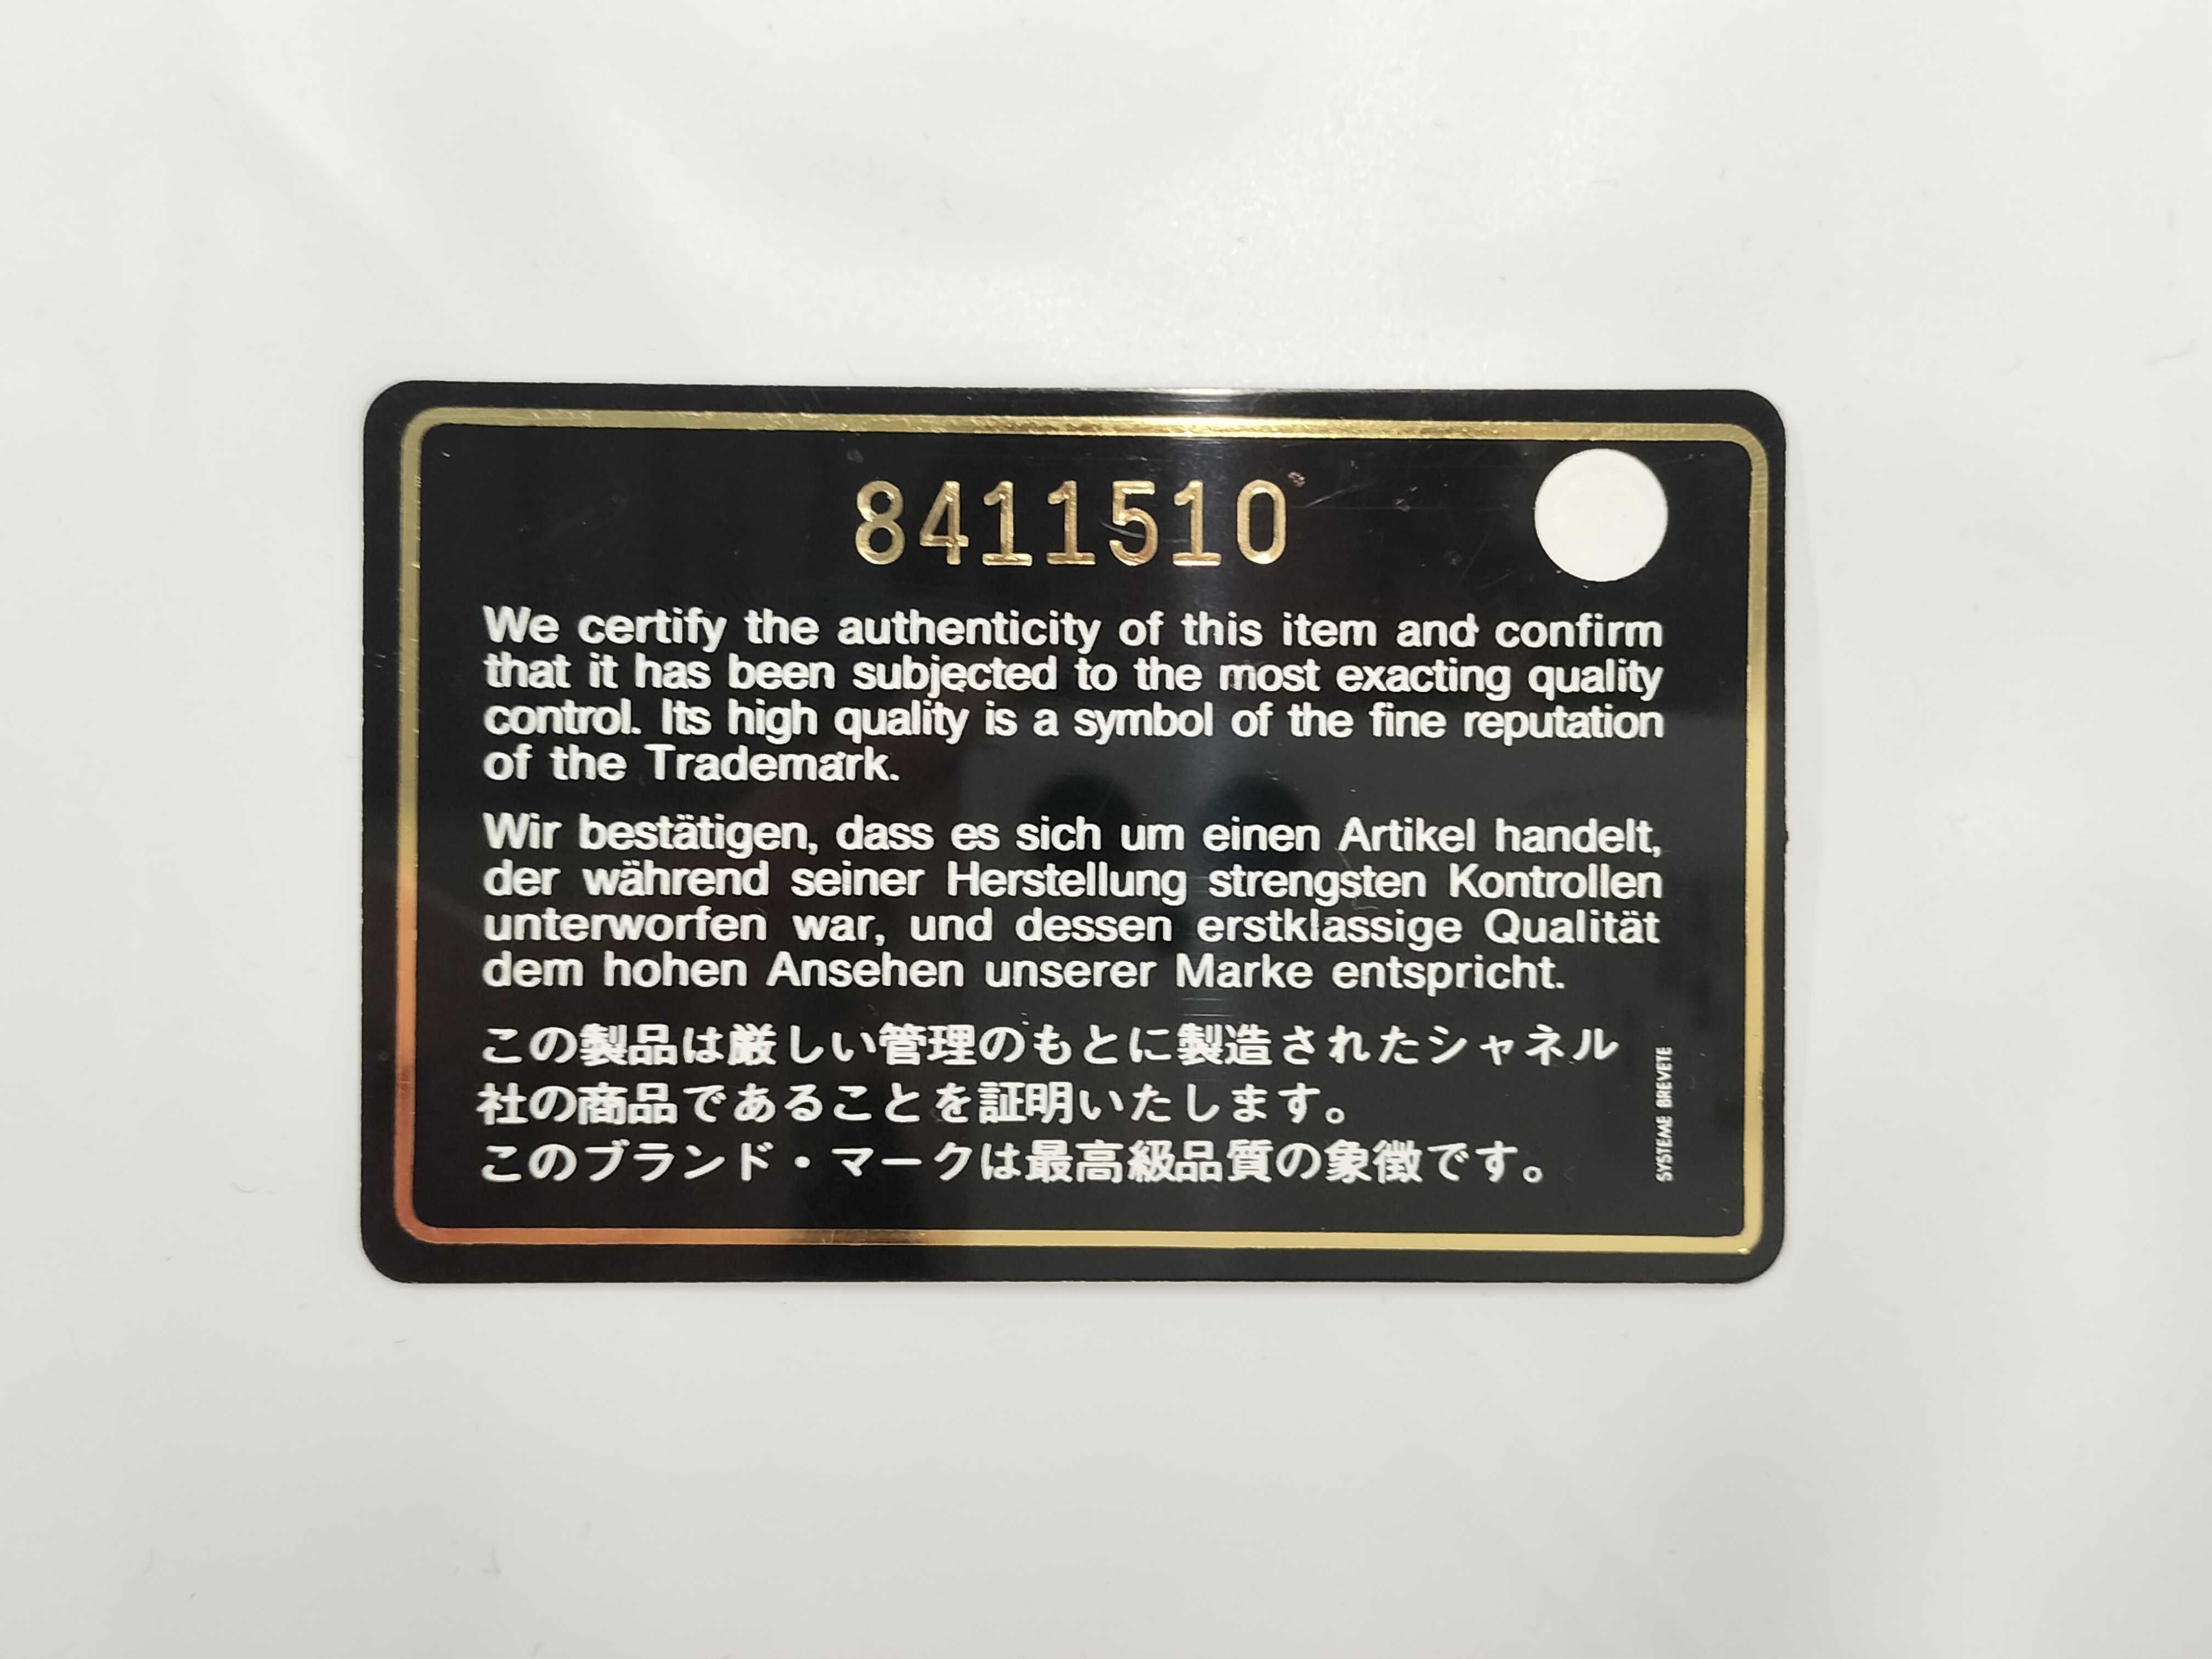 8411510
We certify the authenticity of this item and confirm
that it has been subjected to the most exacting quality
control. Its high quality is a symbol of the fine reputation
of the Trademark.
Wir bestätigen, dass es sich um einen Artikel handelt,
der während seiner Herstellung strengsten Kontrollen
unterworfen war, und dessen erstklassige Qualität
dem hohen Ansehen unserer Marke entspricht.
この製品は厳しい管理のもとに製造されたシャネル
社の商品であることを証明いたします。
このブランド・マークは最高級品質の象徴です。
SYSTEME BREVETE